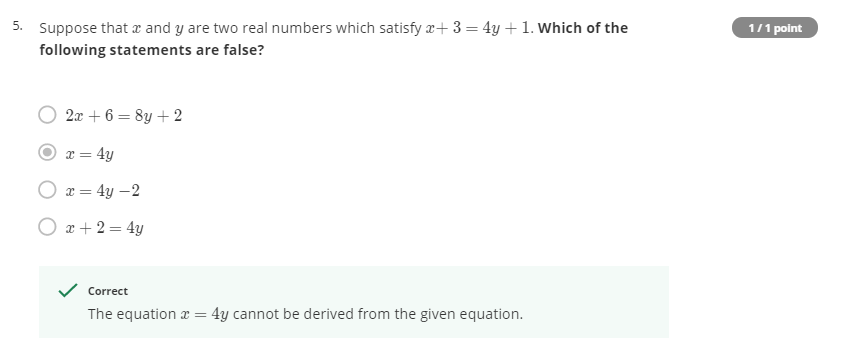 5. Suppose that x and y are two real numbers which satisfy x+ 3 = 4y + 1. Which of the 1 / 1 point
following statements are false?
2x + 6 = 8y + 2
x = 4y
x = 4y −2
x + 2 = 4y
Correct
The equation x = 4y cannot be derived from the given equation.